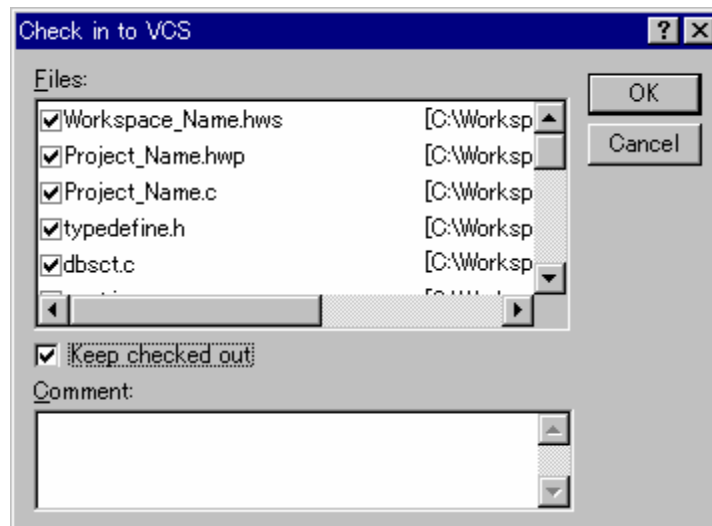 Check in to VCS
Files:
Workspace_Name.hws [C:\Worksp
Project_Name.hwp [C:\Worksp
Project_Name.c [C:\Worksp
typedefine.h [C:\Worksp
dbsct.c [C:\Worksp
OK
Cancel
Keep checked out
Comment: